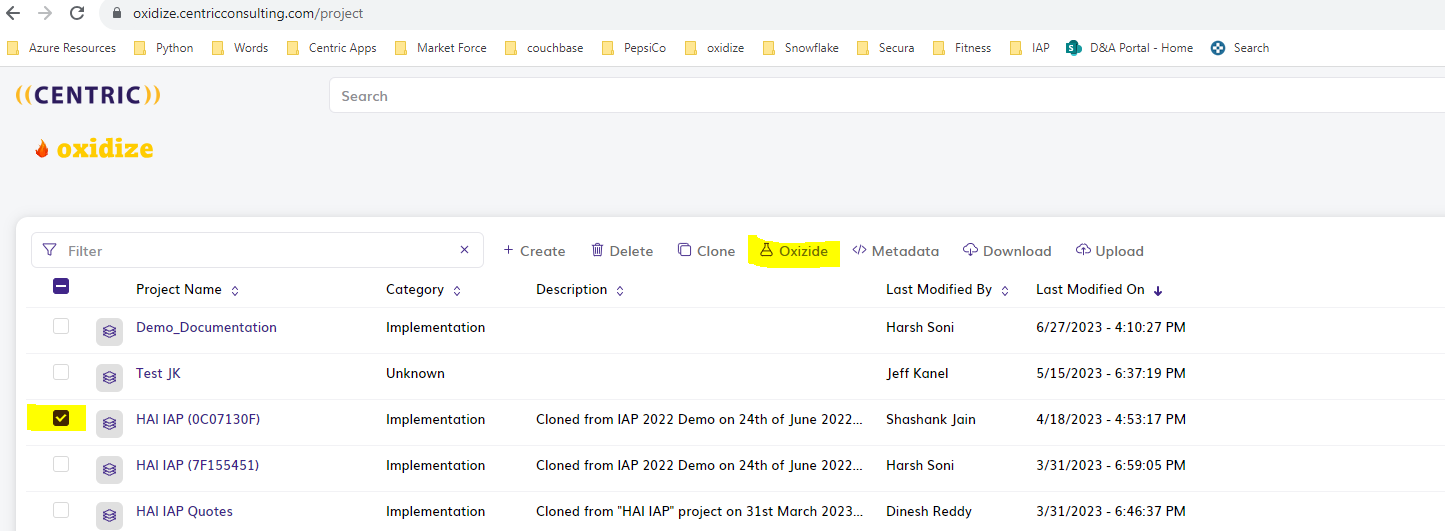 oxidize.centricconsulting.com/project
Azure Resources Python Words Centric Apps Market Force couchbase PepsiCo oxidize Snowflake Secura Fitness IAP D&A Portal - Home Search
((CENTRIC)) Search
oxidize
Filter × + Create Delete Clone Oxizide </> Metadata Download Upload
Project Name Category Description Last Modified By Last Modified On
Demo_Documentation Implementation Harsh Soni 6/27/2023 - 4:10:27 PM
Test JK Unknown Jeff Kanel 5/15/2023 - 6:37:19 PM
HAI IAP (0C07130F) Implementation Cloned from IAP 2022 Demo on 24th of June 2022... Shashank Jain 4/18/2023 - 4:53:17 PM
HAI IAP (7F155451) Implementation Cloned from IAP 2022 Demo on 24th of June 2022... Harsh Soni 3/31/2023 - 6:59:05 PM
HAI IAP Quotes Implementation Cloned from "HAI IAP" project on 31st March 2023... Dinesh Reddy 3/31/2023 - 6:46:37 PM